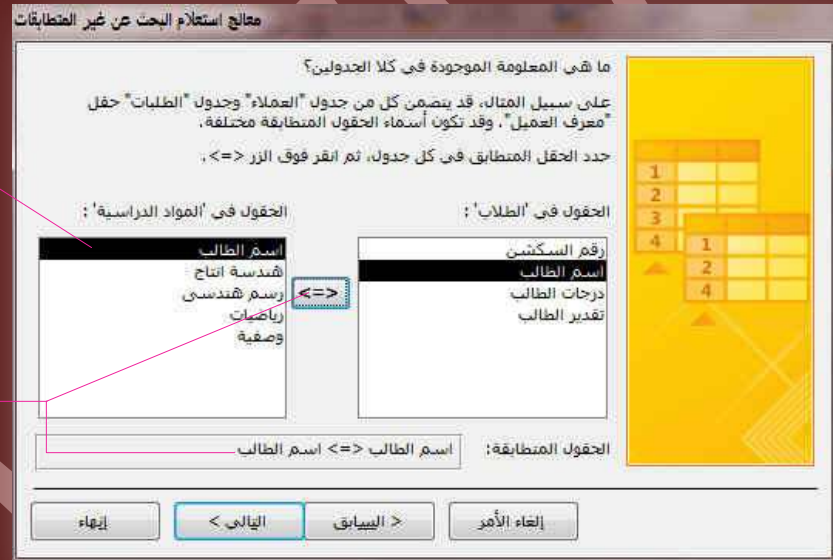 معالج استعلام البحث عن غير المتطابقات
ما هي المعلومة الموجودة في كلا الجدولين؟
على سبيل المثال، قد يتضمن كل من جدول "العملاء" وجدول "الطلبات" حقل
"معرف العميل". وقد تكون أسماء الحقول المتطابقة مختلفة.
حدد الحقل المتطابق في كل جدول، ثم انقر فوق الزر <=>.
الحقول في 'الطلاب':
رقم السكشن
اسم الطالب
درجات الطالب
تقدير الطالب
<=>
الحقول في 'المواد الدراسية':
اسم الطالب
هندسة انتاج
رسم هندسى
رياضيات
وصفية
1
2
3
4
1
2
4
الحقول المتطابقة: اسم الطالب <=> اسم الطالب
إلغاء الأمر
< السابق
التالي >
إنهاء